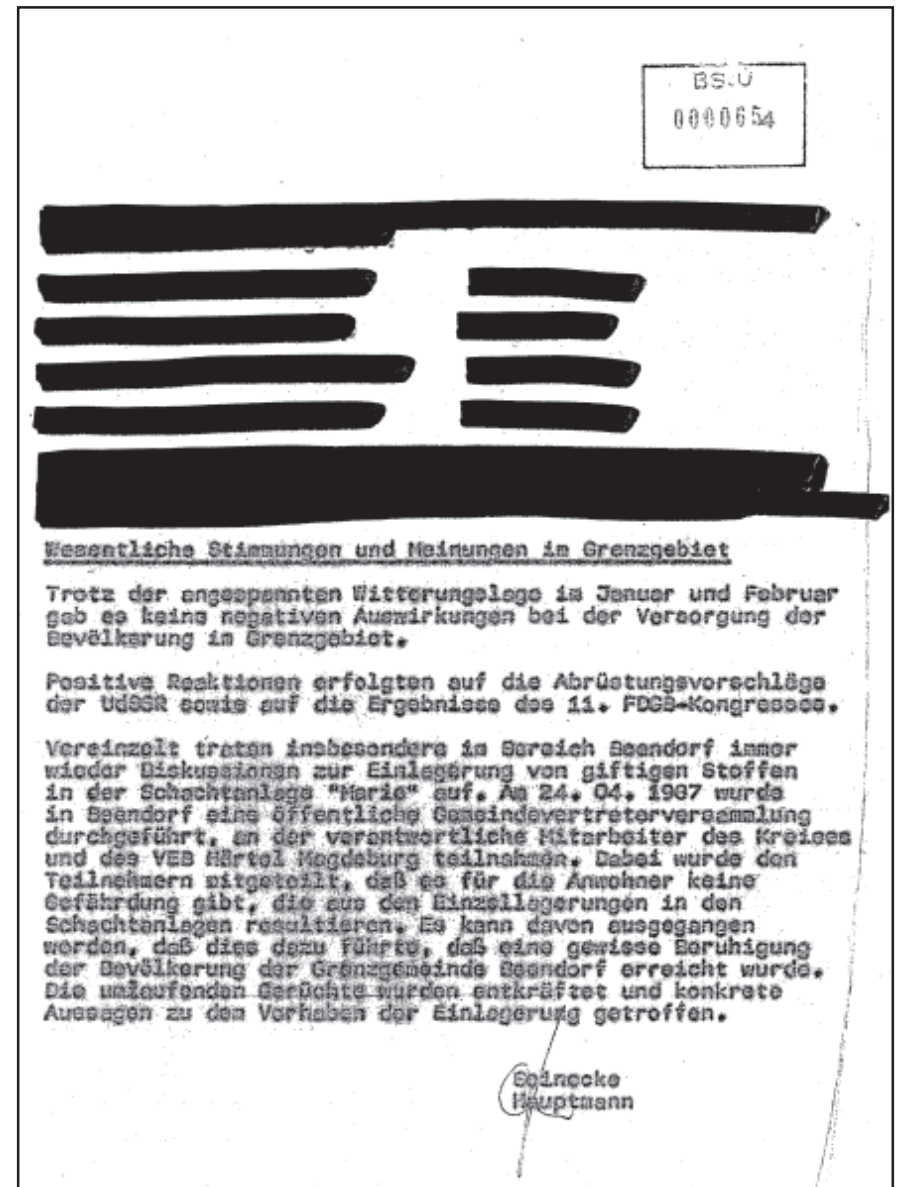 BStU
0000654
Wesentliche Stimmungen und Meinungen im Grenzgebiet
Trotz der angespannten Witterungslage im Januar und Februar
gab es keine negativen Auswirkungen bei der Versorgung der
Bevölkerung im Grenzgebiet.
Positive Reaktionen erfolgten auf die Abrüstungsvorschläge
der UdSSR sowie auf die Ergebnisse des 11. FDGB-Kongresses.
Vereinzelt treten insbesondere im Bereich Beendorf immer
wieder Diskussionen zur Einlagerung von giftigen Stoffen
in der Schachtanlage "Marie" auf. Am 24. 04. 1987 wurde
in Beendorf eine öffentliche Gemeindevertreterversammlung
durchgeführt, an der verantwortliche Mitarbeiter des Kreises
und des VEB Härtel Magdeburg teilnahmen. Dabei wurde den
Teilnehmern mitgeteilt, daß es für die Anwohner keine
Gefährdung gibt, die aus den Einzellagerungen in den
Schachtanlagen resultieren. Es kann davon ausgegangen
werden, daß dies dazu führte, daß eine gewisse Beruhigung
der Bevölkerung der Grenzgemeinde Beendorf erreicht wurde.
Die umlaufenden Gerüchte wurden entkräftet und konkrete
Aussagen zu dem Vorhaben der Einlagerung getroffen.
Hauptmann